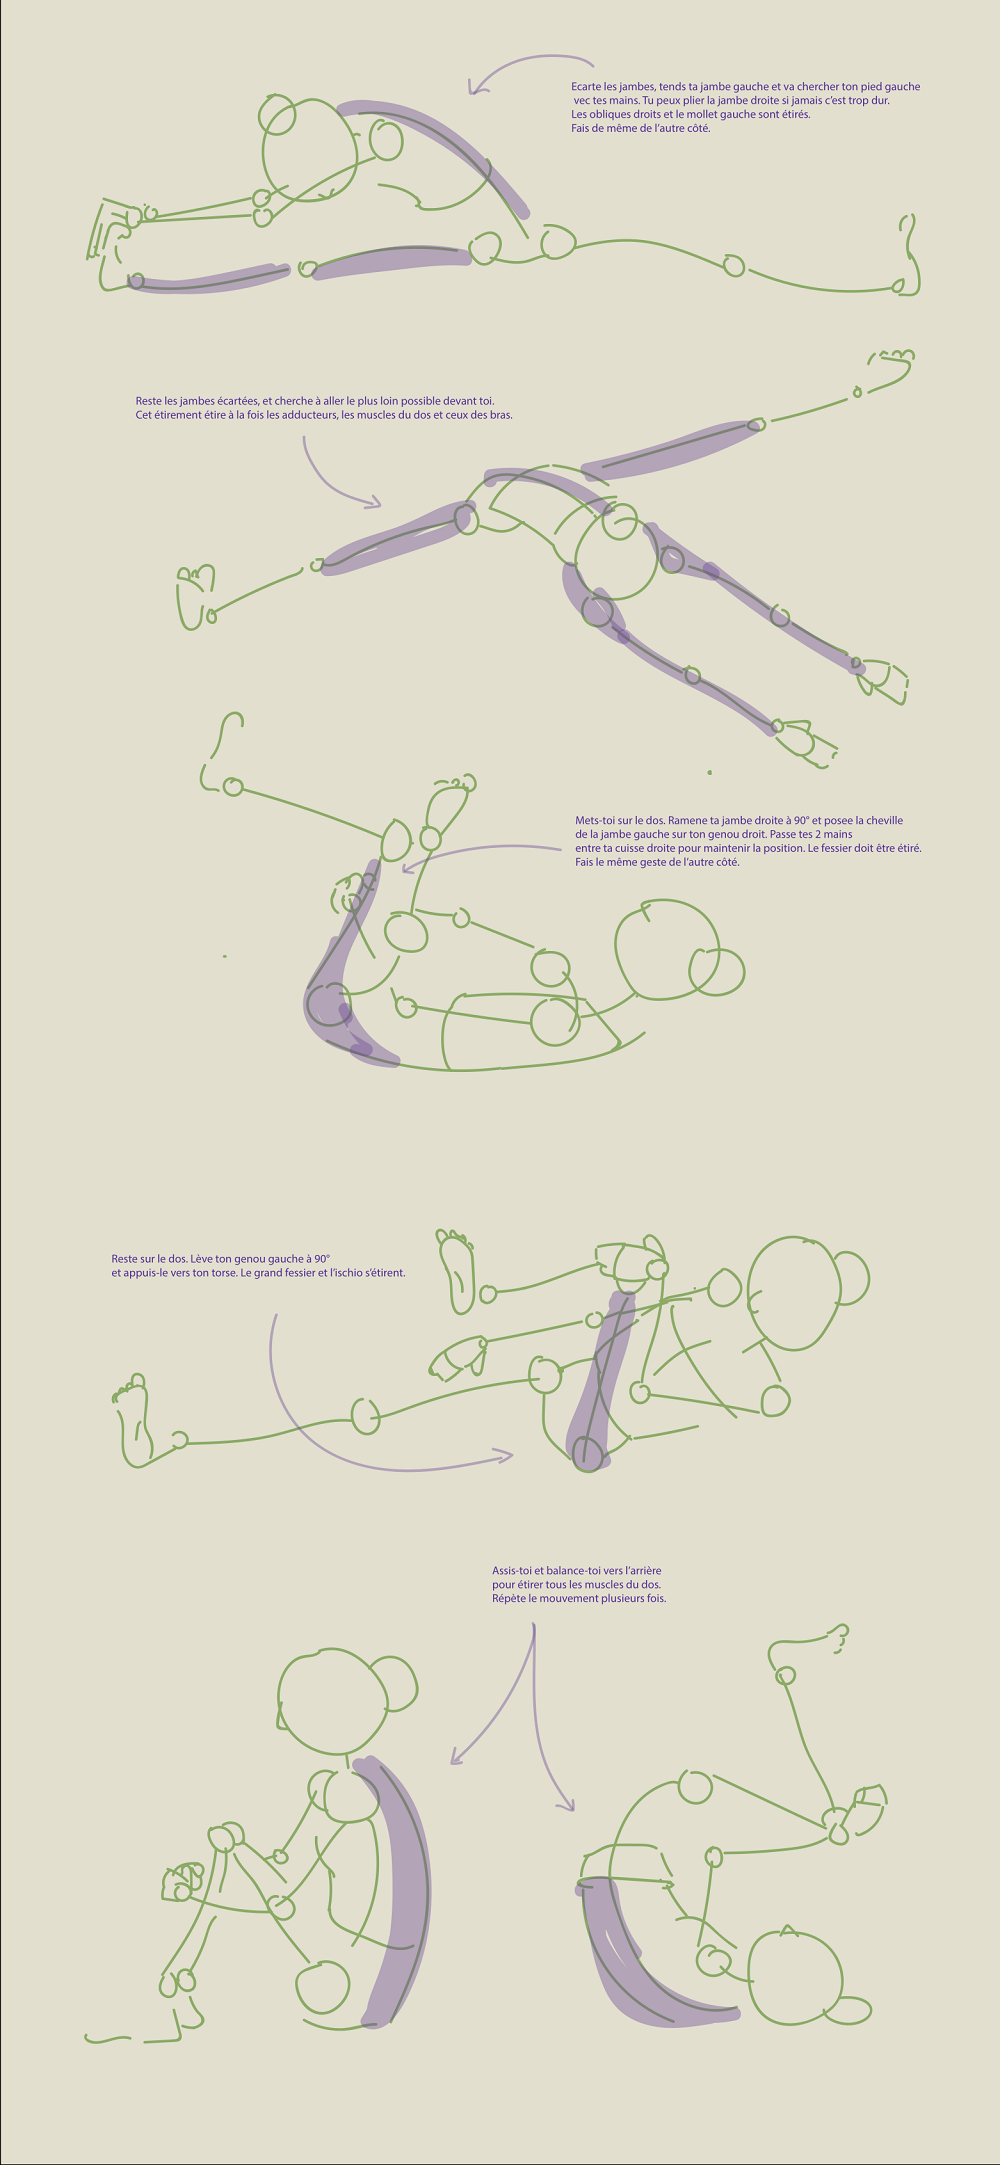 Ecarte les jambes, tends ta jambe gauche et va chercher ton pied gauche
vec tes mains. Tu peux plier la jambe droite si jamais c'est trop dur.
Les obliques droits et le mollet gauche sont étirés.
Fais de même de l'autre côté.
Reste les jambes écartées, et cherche à aller le plus loin possible devant toi.
Cet étirement étire à la fois les adducteurs, les muscles du dos et ceux des bras.
Mets-toi sur le dos. Ramene ta jambe droite à 90° et posee la cheville
de la jambe gauche sur ton genou droit. Passe tes 2 mains
entre ta cuisse droite pour maintenir la position. Le fessier doit être étiré.
Fais le même geste de l'autre côté.
Reste sur le dos. Lève ton genou gauche à 90°
et appuis-le vers ton torse. Le grand fessier et l'ischio s'étirent.
Assis-toi et balance-toi vers l'arrière
pour étirer tous les muscles du dos.
Répète le mouvement plusieurs fois.